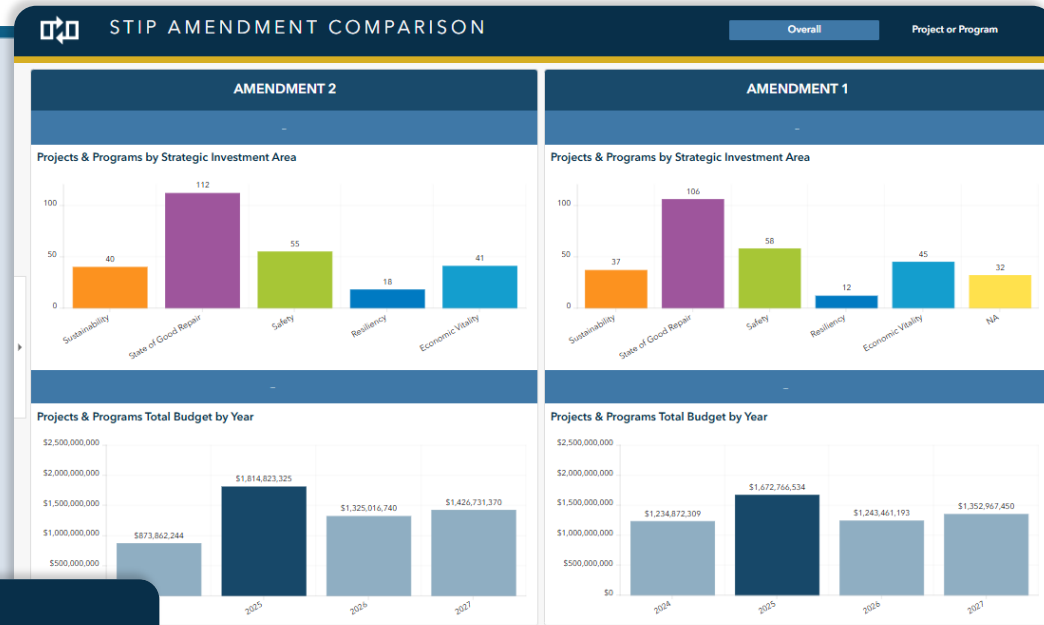 STIP AMENDMENT COMPARISON
Overall
Project or Program
AMENDMENT 2
–
Projects & Programs by Strategic Investment Area
100
50
0
40
112
55
18
41
Sustainability
State of Good Repair
Safety
Resiliency
Economic Vitality
–
Projects & Programs Total Budget by Year
$2,500,000,000
$2,000,000,000
$1,500,000,000
$1,000,000,000
$500,000,000
$873,862,244
$1,814,823,325
$1,325,016,740
$1,426,731,370
2025
2026
2027
AMENDMENT 1
–
Projects & Programs by Strategic Investment Area
100
50
0
37
106
58
12
45
32
Sustainability
State of Good Repair
Safety
Resiliency
Economic Vitality
NA
–
Projects & Programs Total Budget by Year
$2,500,000,000
$2,000,000,000
$1,500,000,000
$1,000,000,000
$500,000,000
$0
$1,234,872,309
$1,672,766,534
$1,243,461,193
$1,352,967,450
2024
2025
2026
2027